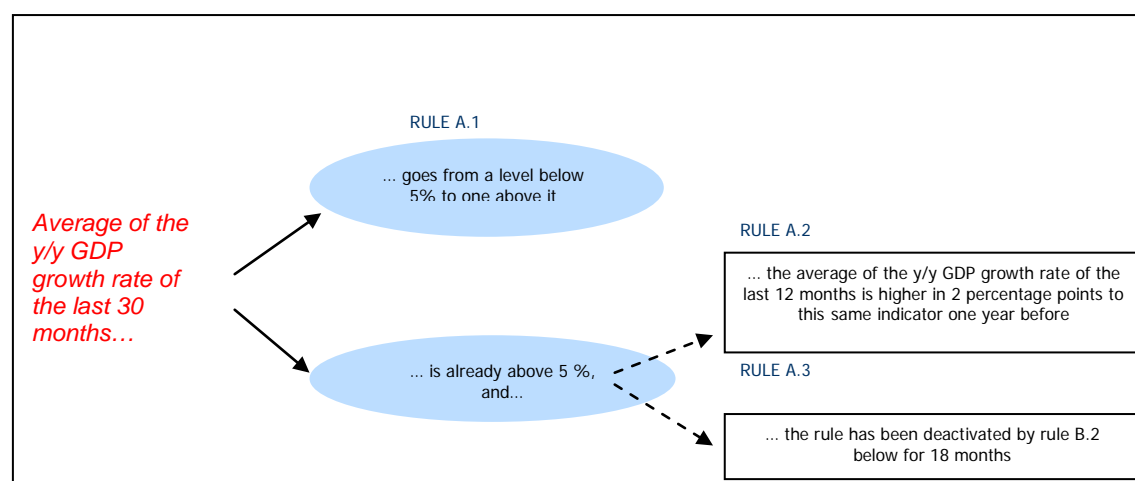 RULE A.1
... goes from a level below
5% to one above it
Average of the
y/y GDP
growth rate of
the last 30
months…
RULE A.2
... the average of the y/y GDP growth rate of the
last 12 months is higher in 2 percentage points to
this same indicator one year before
... is already above 5 %,
and...
RULE A.3
... the rule has been deactivated by rule B.2
below for 18 months